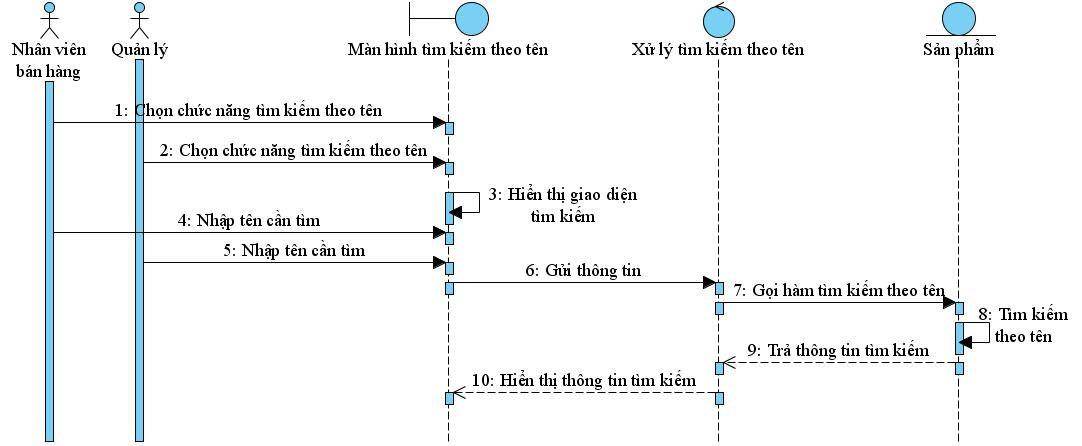 Nhân viên
bán hàng
Quản lý
Màn hình tìm kiếm theo tên
Xử lý tìm kiếm theo tên
Sản phẩm
1: Chọn chức năng tìm kiếm theo tên
2: Chọn chức năng tìm kiếm theo tên
3: Hiển thị giao diện
tìm kiếm
4: Nhập tên cần tìm
5: Nhập tên cần tìm
6: Gửi thông tin
7: Gọi hàm tìm kiếm theo tên
8: Tìm kiếm
theo tên
9: Trả thông tin tìm kiếm
10: Hiển thị thông tin tìm kiếm